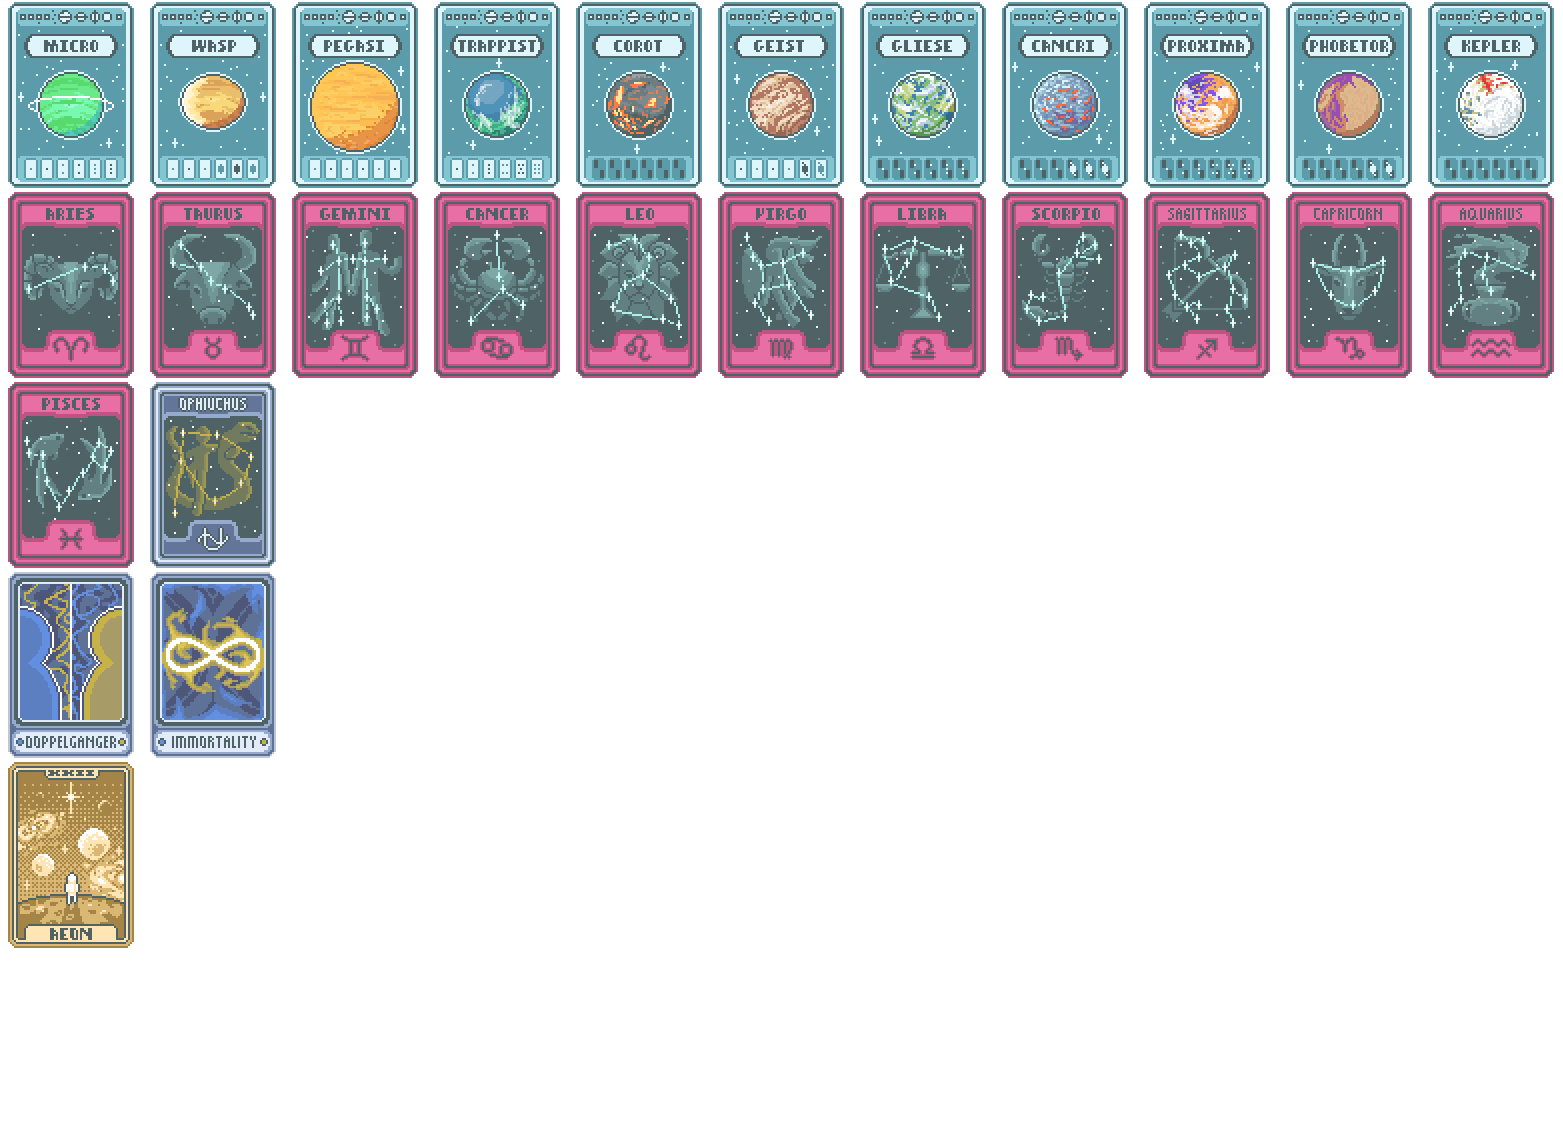 MICRO WASP PEGASI TRAPPIST COROT GEIST GLIESE CANCRI PROXIMA PHOBETOR KEPLER
ARIES TAURUS GEMINI CANCER LEO VIRGO LIBRA SCORPIO SAGITTARIUS CAPRICORN AQUARIUS
PISCES OPHIUCHUS
DOPPELGANGER IMMORTALITY
XXII
AEON